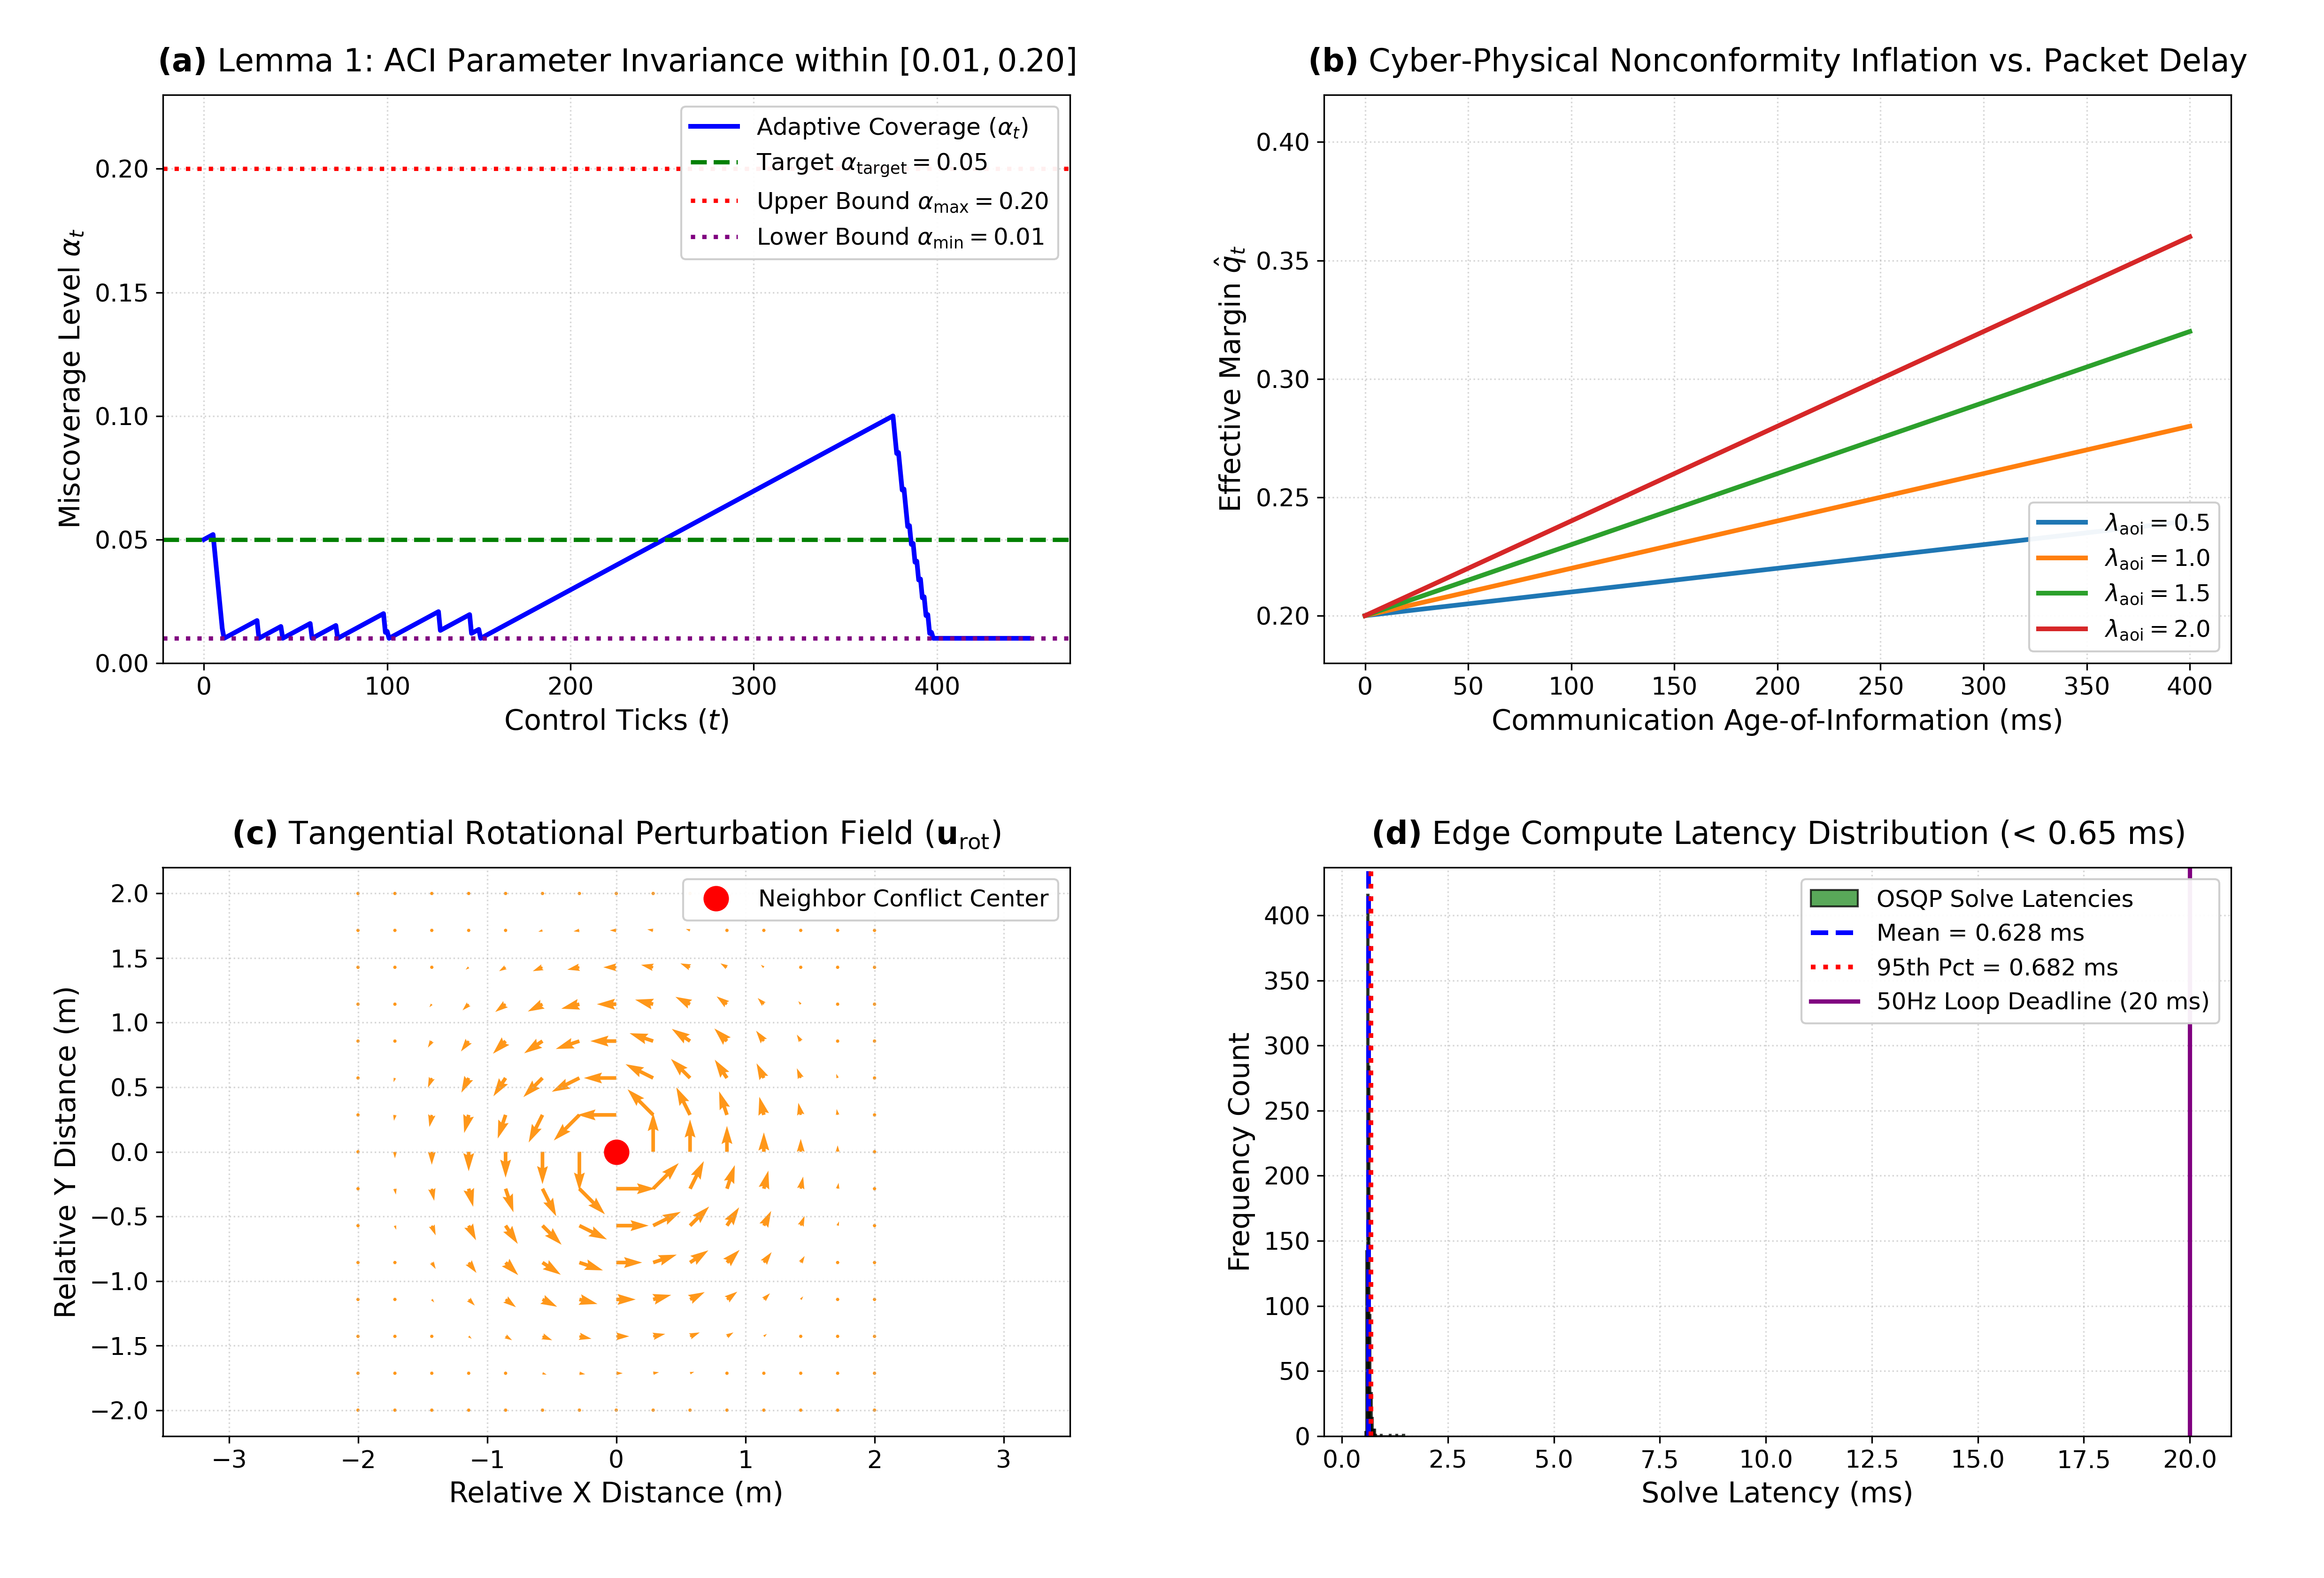 (a) Lemma 1: ACI Parameter Invariance within [0.01, 0.20]
Adaptive Coverage (αt)
Target αtarget = 0.05
Upper Bound αmax = 0.20
Lower Bound αmin = 0.01
Miscoverage Level αt
0.20
0.15
0.10
0.05
0.00
0
100
200
300
400
Control Ticks (t)
(b) Cyber-Physical Nonconformity Inflation vs. Packet Delay
Effective Margin q̂t
0.40
0.35
0.30
0.25
0.20
λaoi = 0.5
λaoi = 1.0
λaoi = 1.5
λaoi = 2.0
0
50
100
150
200
250
300
350
400
Communication Age-of-Information (ms)
(c) Tangential Rotational Perturbation Field (urot)
Neighbor Conflict Center
Relative Y Distance (m)
2.0
1.5
1.0
0.5
0.0
−0.5
−1.0
−1.5
−2.0
−3
−2
−1
0
1
2
3
Relative X Distance (m)
(d) Edge Compute Latency Distribution (< 0.65 ms)
OSQP Solve Latencies
Mean = 0.628 ms
95th Pct = 0.682 ms
50Hz Loop Deadline (20 ms)
Frequency Count
400
350
300
250
200
150
100
50
0
0.0
2.5
5.0
7.5
10.0
12.5
15.0
17.5
20.0
Solve Latency (ms)